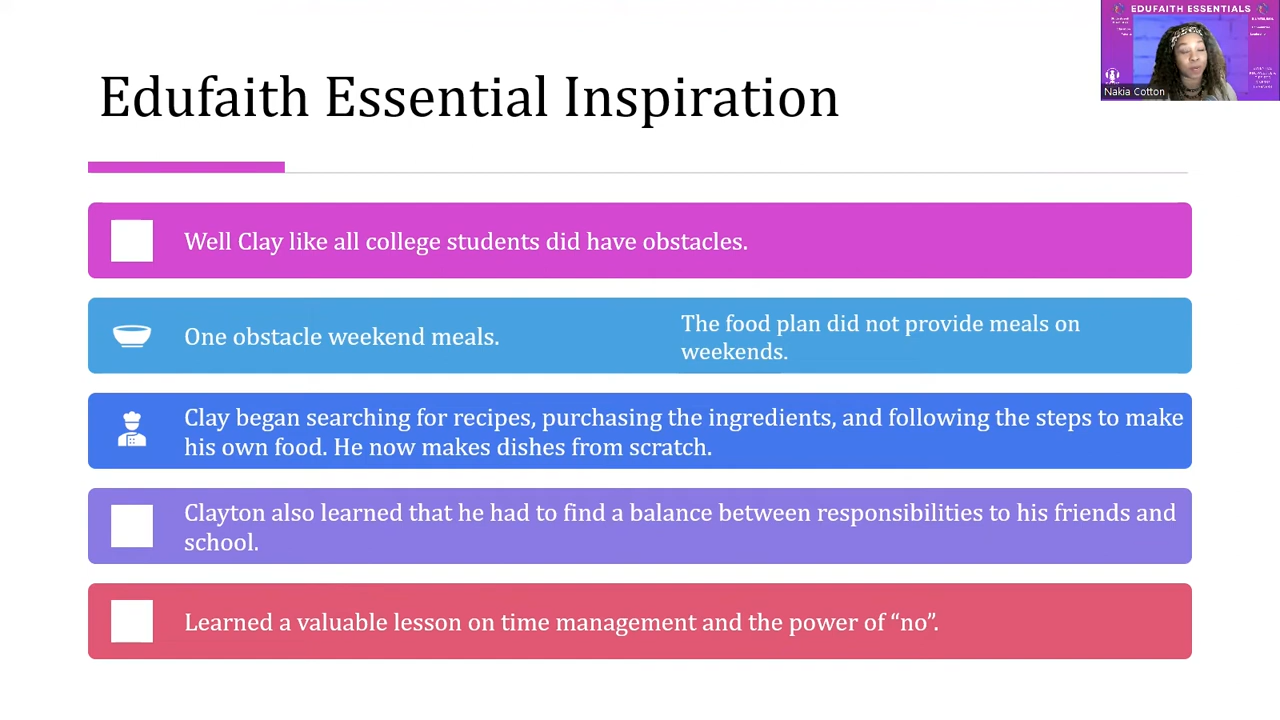 EDUFAITH ESSENTIALS
Nakia Cotton
Edufaith Essential Inspiration
Well Clay like all college students did have obstacles.
One obstacle weekend meals.
The food plan did not provide meals on
weekends.
Clay began searching for recipes, purchasing the ingredients, and following the steps to make
his own food. He now makes dishes from scratch.
Clayton also learned that he had to find a balance between responsibilities to his friends and
school.
Learned a valuable lesson on time management and the power of “no”.